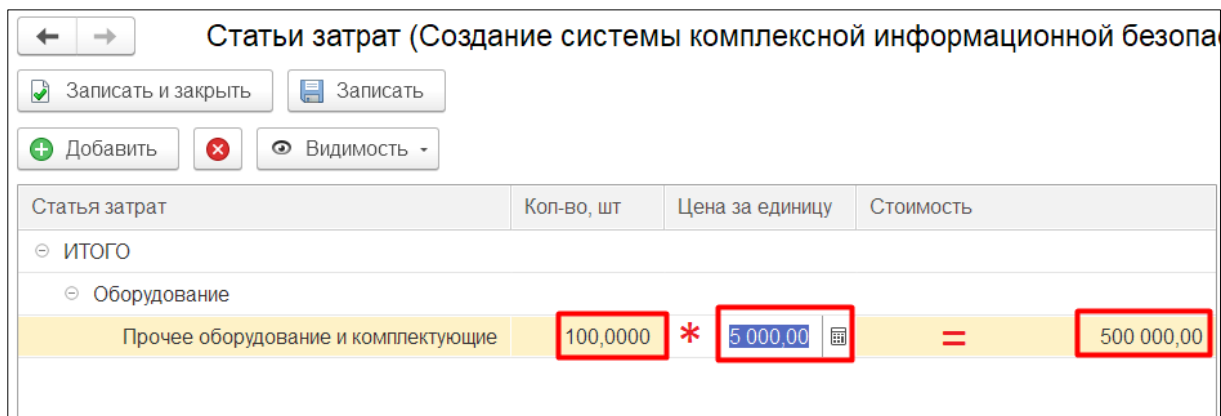 Статьи затрат (Создание системы комплексной информационной безопа
Записать и закрыть Записать
Добавить Видимость
Статья затрат Кол-во, шт Цена за единицу Стоимость
ИТОГО
Оборудование
Прочее оборудование и комплектующие 100,0000 * 5 000,00 = 500 000,00